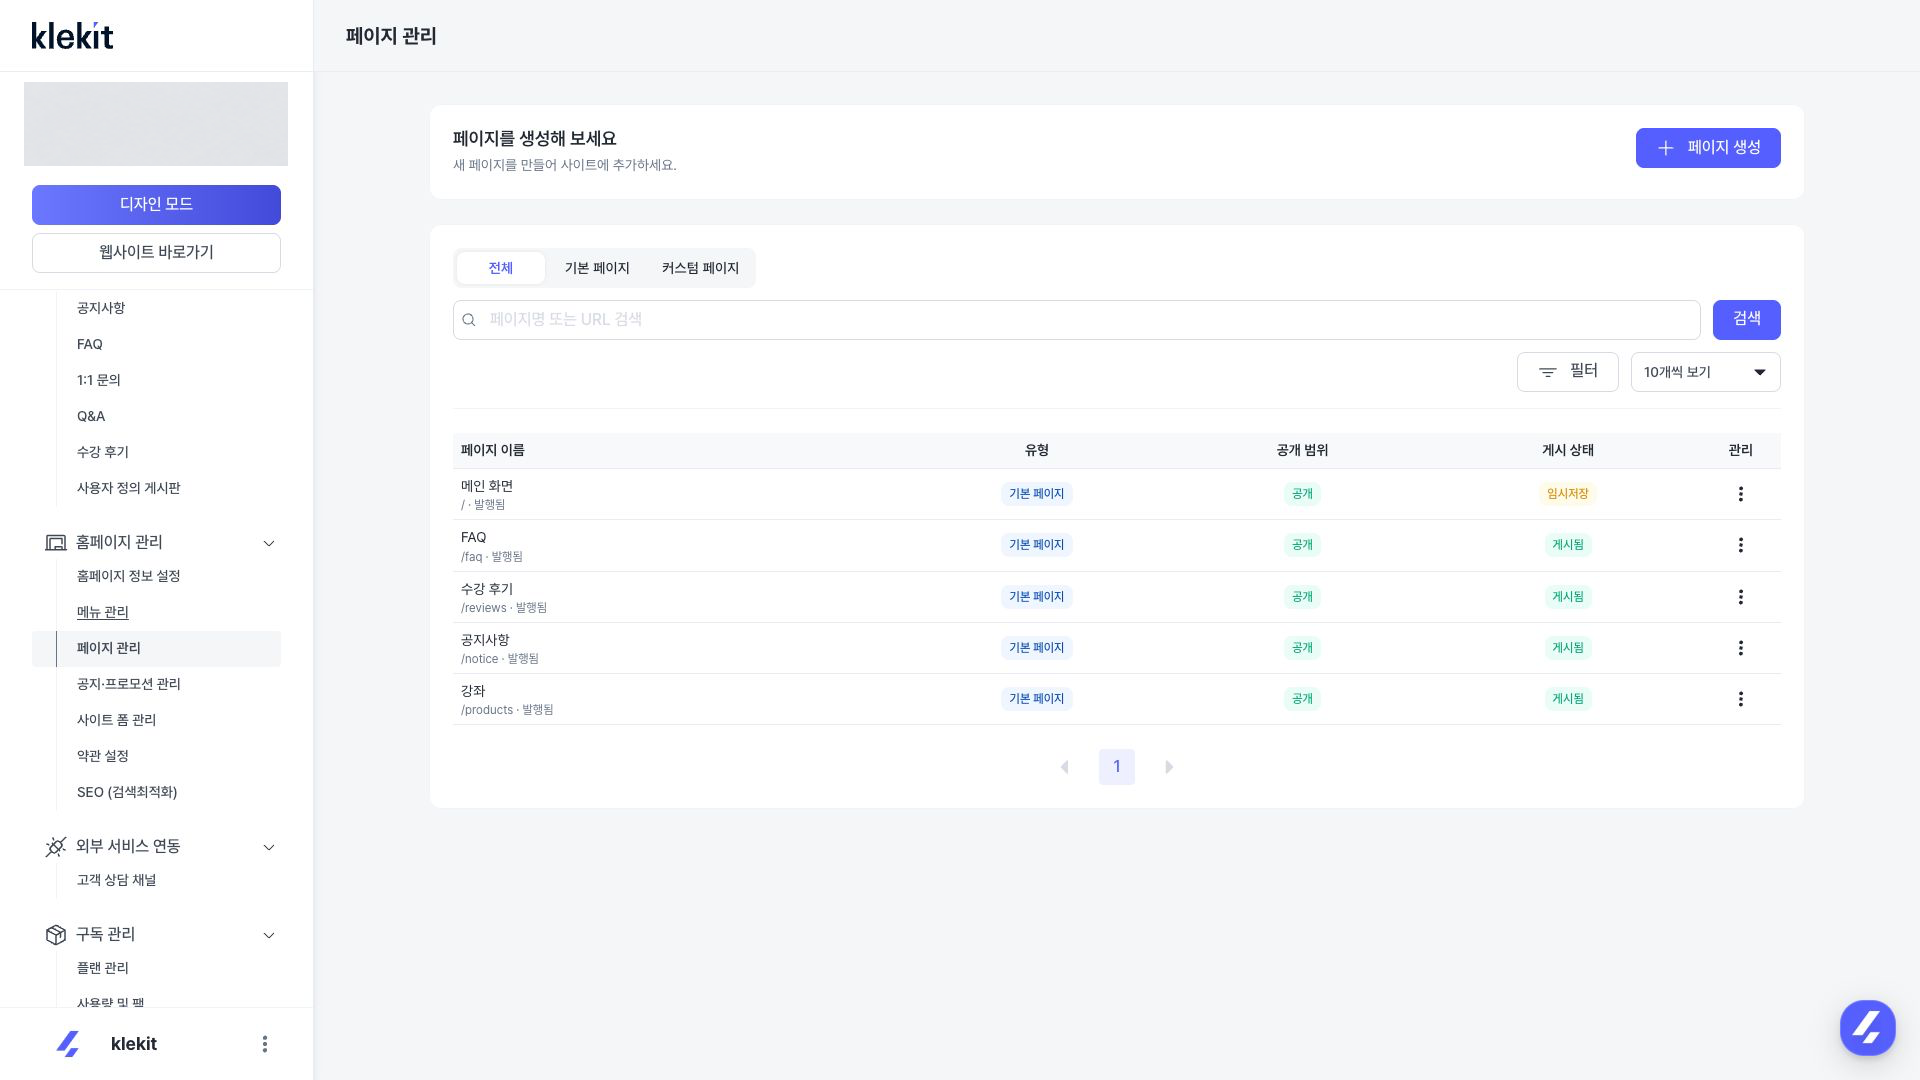 klekit
페이지 관리
디자인 모드
웹사이트 바로가기
공지사항
FAQ
1:1 문의
Q&A
수강 후기
사용자 정의 게시판
홈페이지 관리
홈페이지 정보 설정
메뉴 관리
페이지 관리
공지·프로모션 관리
사이트 폼 관리
약관 설정
SEO (검색최적화)
외부 서비스 연동
고객 상담 채널
구독 관리
플랜 관리
사용량 및 팩
klekit
페이지를 생성해 보세요
새 페이지를 만들어 사이트에 추가하세요.
페이지 생성
전체 기본 페이지 커스텀 페이지
페이지명 또는 URL 검색 검색
필터 10개씩 보기
페이지 이름 유형 공개 범위 게시 상태 관리
메인 화면
/ · 발행됨 기본 페이지 공개 임시저장
FAQ
/faq · 발행됨 기본 페이지 공개 게시됨
수강 후기
/reviews · 발행됨 기본 페이지 공개 게시됨
공지사항
/notice · 발행됨 기본 페이지 공개 게시됨
강좌
/products · 발행됨 기본 페이지 공개 게시됨
1